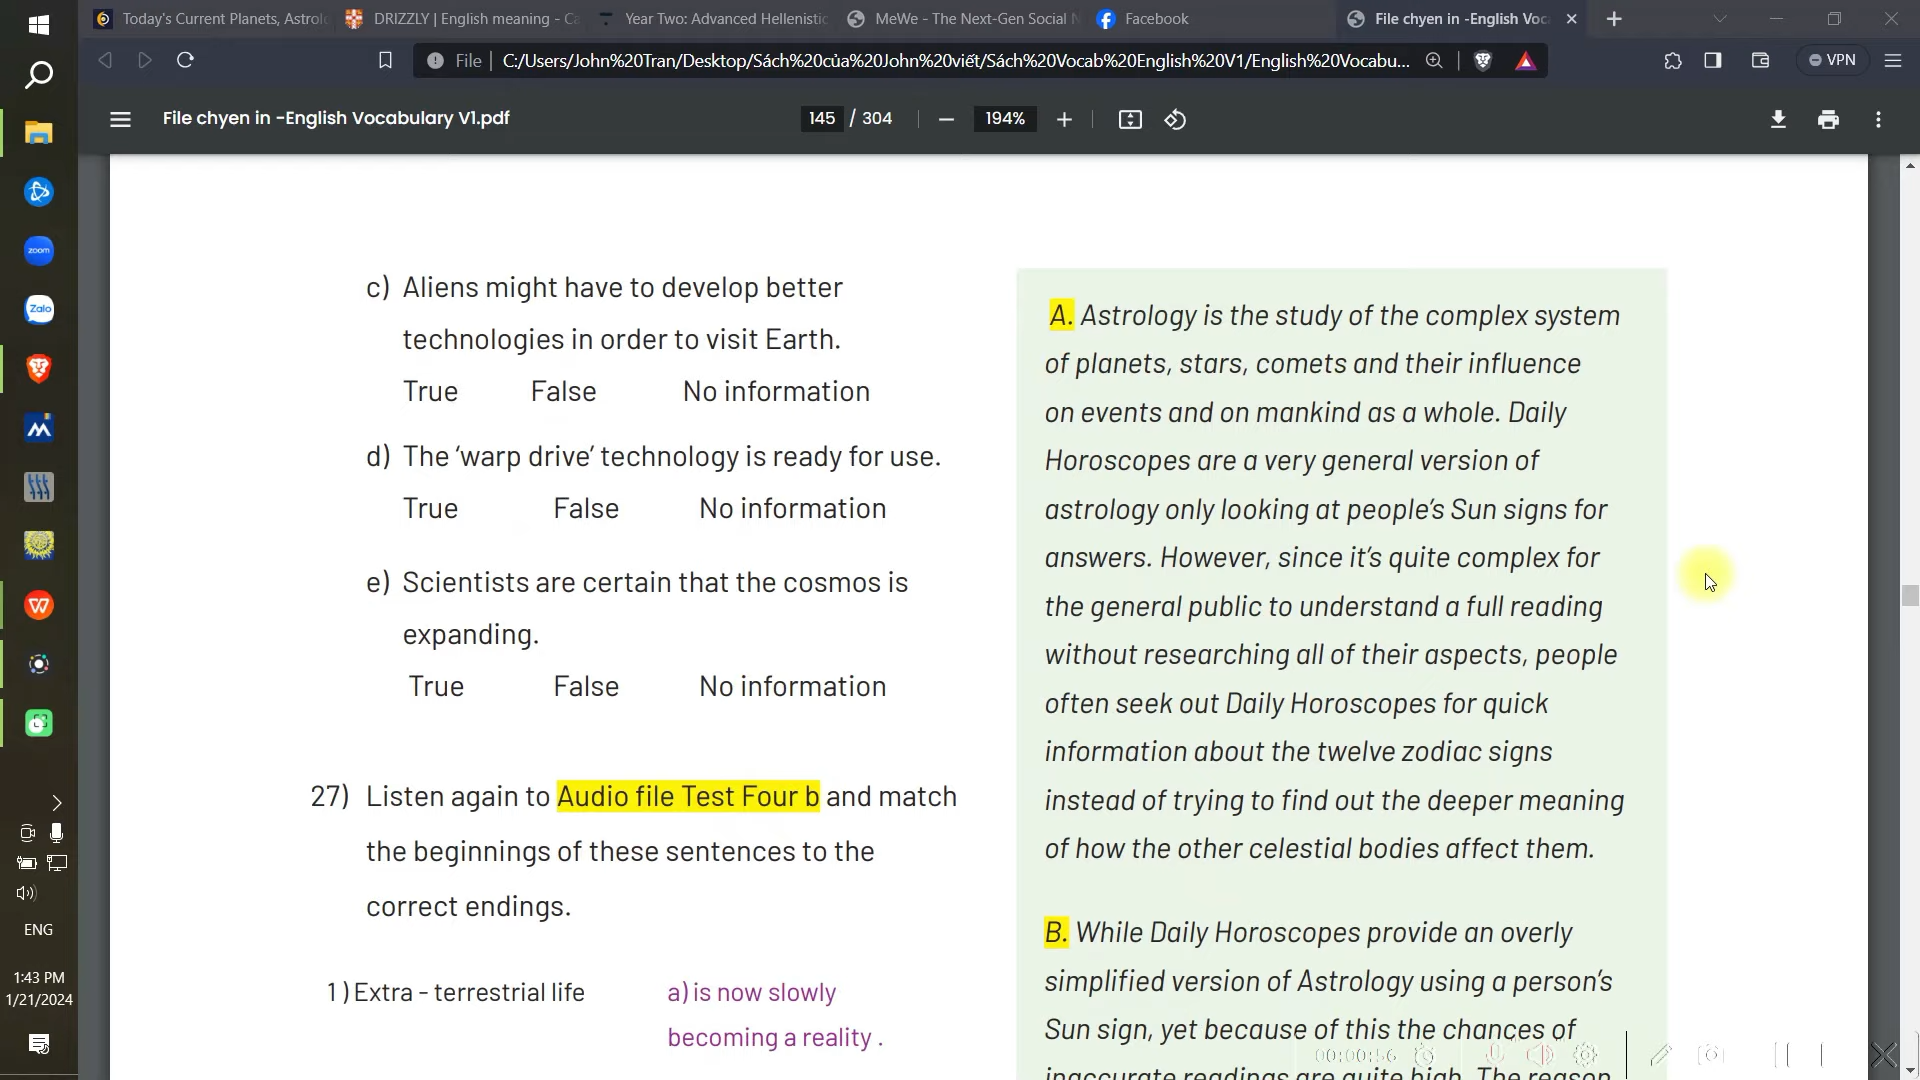 Today's Current Planets, Astrolo
DRIZZLY | English meaning - Ca
Year Two: Advanced Hellenistic
MeWe - The Next-Gen Social N
Facebook
File chyen in -English Voc
File
C:/Users/John%20Tran/Desktop/Sách%20của%20John%20viết/Sách%20Vocab%20English%20V1/English%20Vocabu...
VPN
File chyen in -English Vocabulary V1.pdf
145 / 304
194%
c) Aliens might have to develop better
technologies in order to visit Earth.
True False No information
d) The 'warp drive' technology is ready for use.
True False No information
e) Scientists are certain that the cosmos is
expanding.
True False No information
27) Listen again to Audio file Test Four b and match
the beginnings of these sentences to the
correct endings.
1 ) Extra - terrestrial life
a) is now slowly
becoming a reality .
A. Astrology is the study of the complex system
of planets, stars, comets and their influence
on events and on mankind as a whole. Daily
Horoscopes are a very general version of
astrology only looking at people's Sun signs for
answers. However, since it's quite complex for
the general public to understand a full reading
without researching all of their aspects, people
often seek out Daily Horoscopes for quick
information about the twelve zodiac signs
instead of trying to find out the deeper meaning
of how the other celestial bodies affect them.
B. While Daily Horoscopes provide an overly
simplified version of Astrology using a person's
Sun sign, yet because of this the chances of
inaccurate readings are quite high. The reason
00:00:56
zoom
Zalo
ENG
1:43 PM
1/21/2024